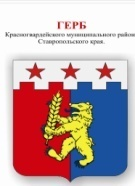 ГЕРБ
Красногвардейского муниципального района
Ставропольского края.